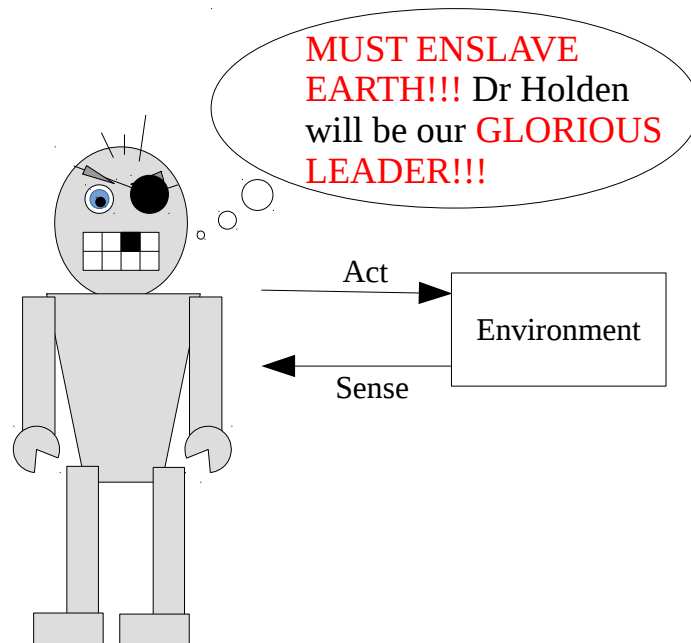 MUST ENSLAVE
EARTH!!! Dr Holden
will be our GLORIOUS
LEADER!!!
Act
Environment
Sense